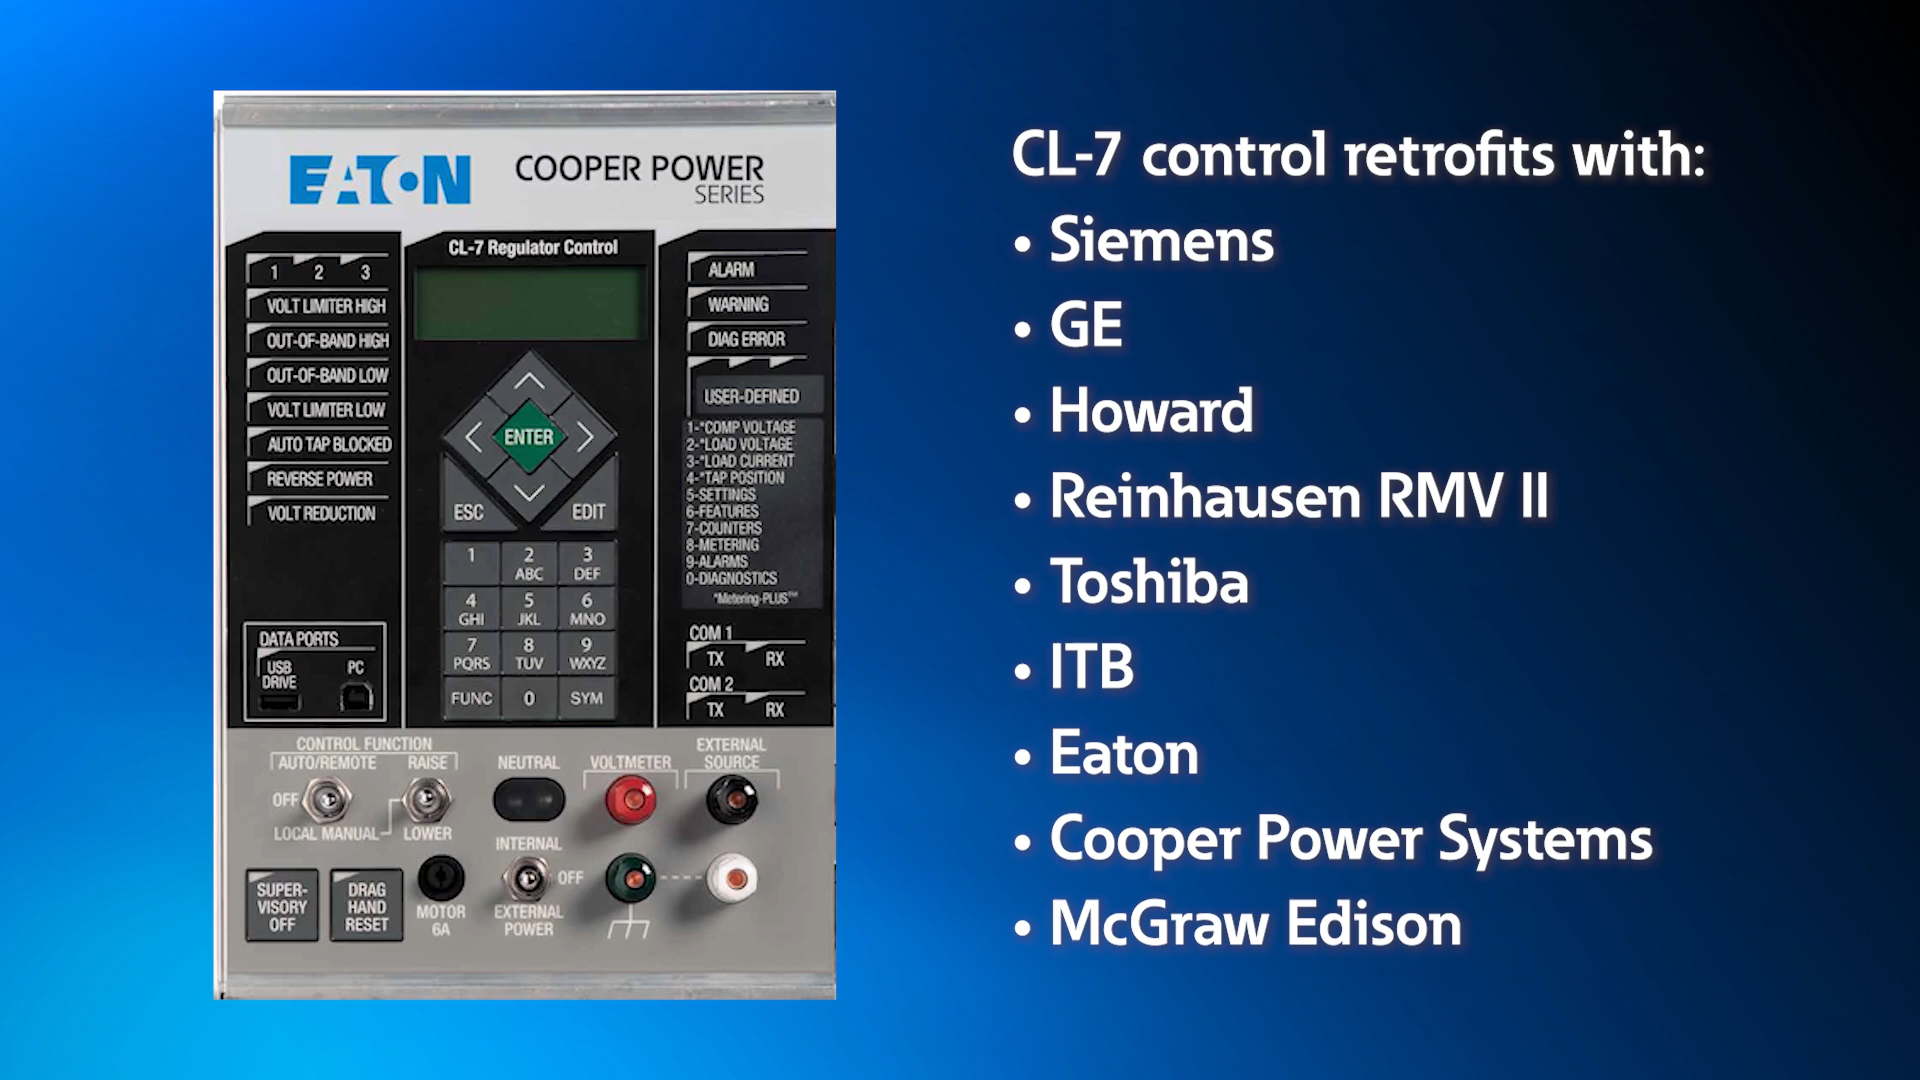 EATON
COOPER POWER
SERIES
CL-7 Regulator Control
1 2 3
VOLT LIMITER HIGH
OUT-OF-BAND HIGH
OUT-OF-BAND LOW
VOLT LIMITER LOW
AUTO TAP BLOCKED
REVERSE POWER
VOLT REDUCTION
DATA PORTS
USB
DRIVE
PC
ENTER
ESC
EDIT
1 2 3
ABC DEF
4 5 6
GHI JKL MNO
7 8 9
PQRS TUV WXYZ
FUNC 0 SYM
ALARM
WARNING
DIAG ERROR
USER-DEFINED
1-*COMP VOLTAGE
2-*LOAD VOLTAGE
3-*LOAD CURRENT
4-*TAP POSITION
5-SETTINGS
6-FEATURES
7-COUNTERS
8-METERING
9-ALARMS
0-DIAGNOSTICS
*Metering-PLUS™
COM 1
TX RX
COM 2
TX RX
CONTROL FUNCTION
AUTO/REMOTE RAISE
OFF
LOCAL MANUAL LOWER
NEUTRAL
VOLTMETER
EXTERNAL
SOURCE
INTERNAL
OFF
EXTERNAL
POWER
SUPER-
VISORY
OFF
DRAG
HAND
RESET
MOTOR
6A
CL-7 control retrofits with:
• Siemens
• GE
• Howard
• Reinhausen RMV II
• Toshiba
• ITB
• Eaton
• Cooper Power Systems
• McGraw Edison